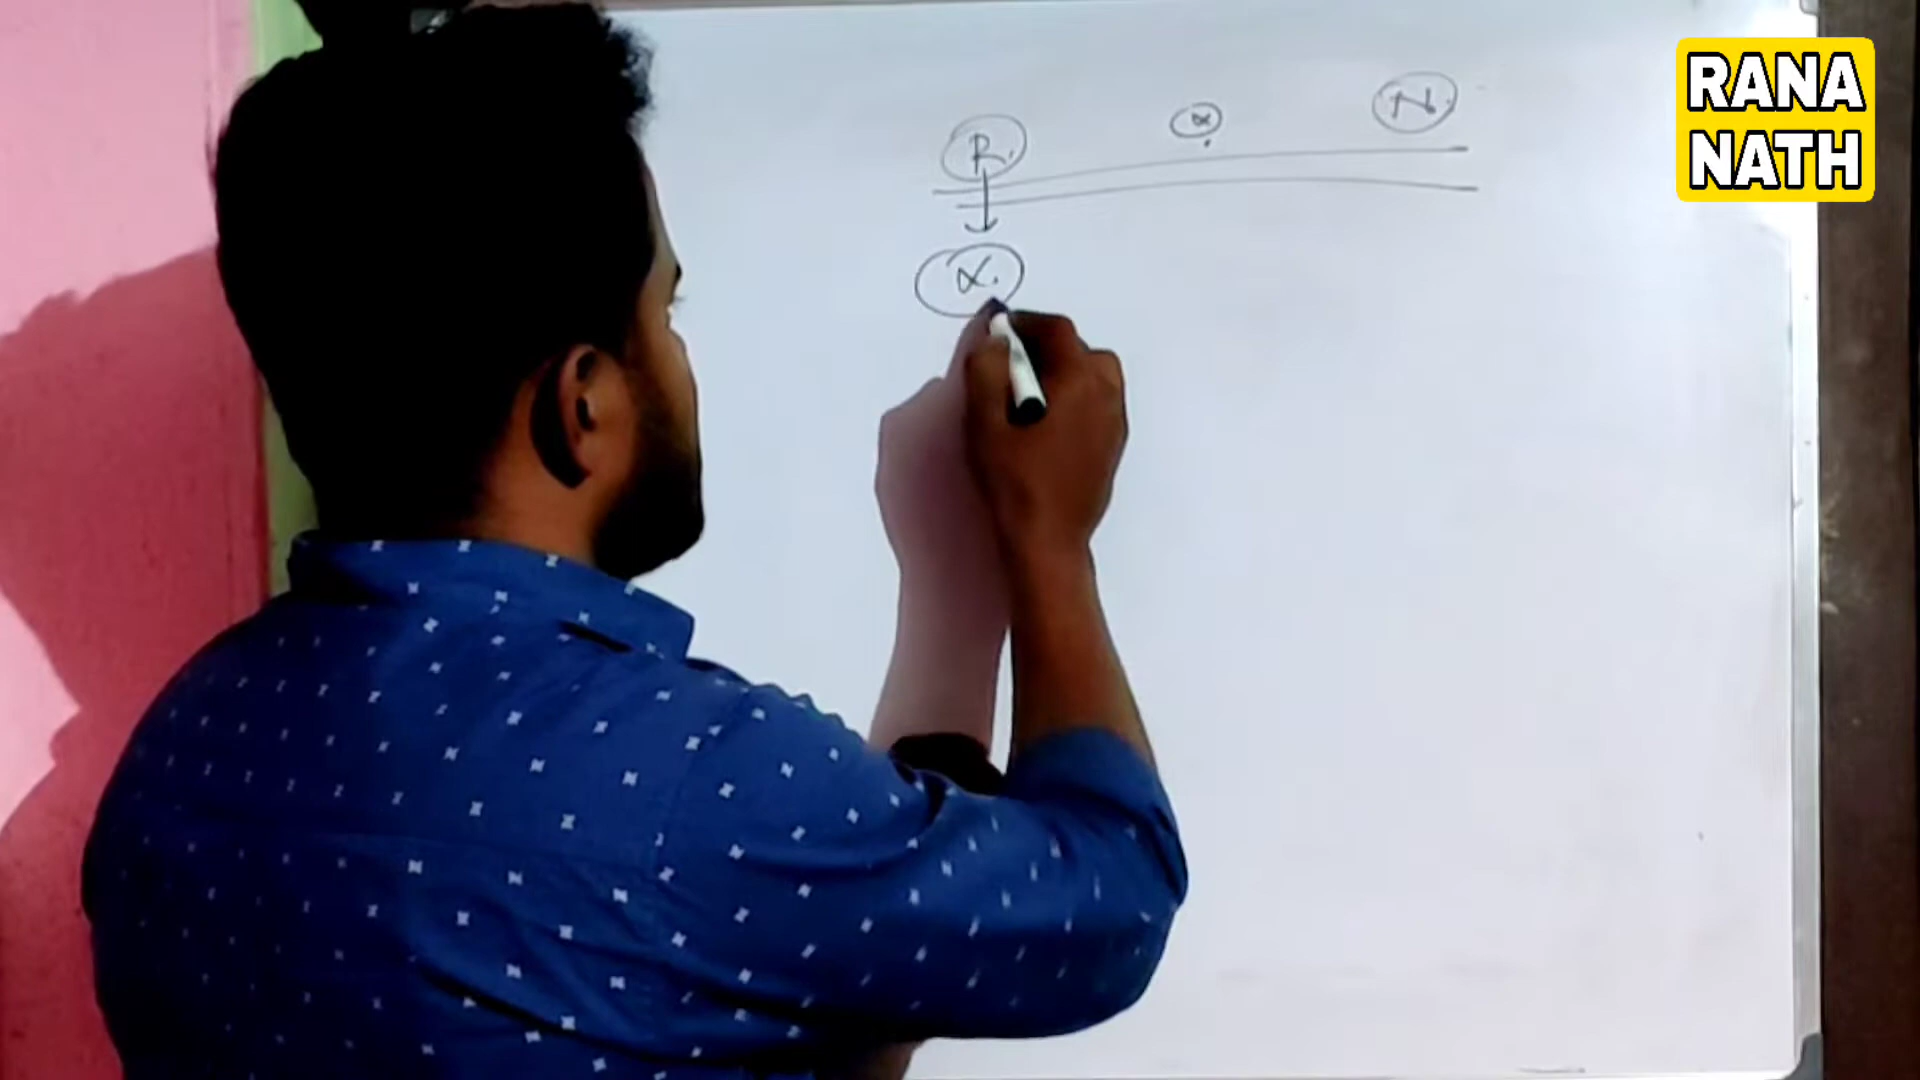 RANA
NATH
R. α N.
α.